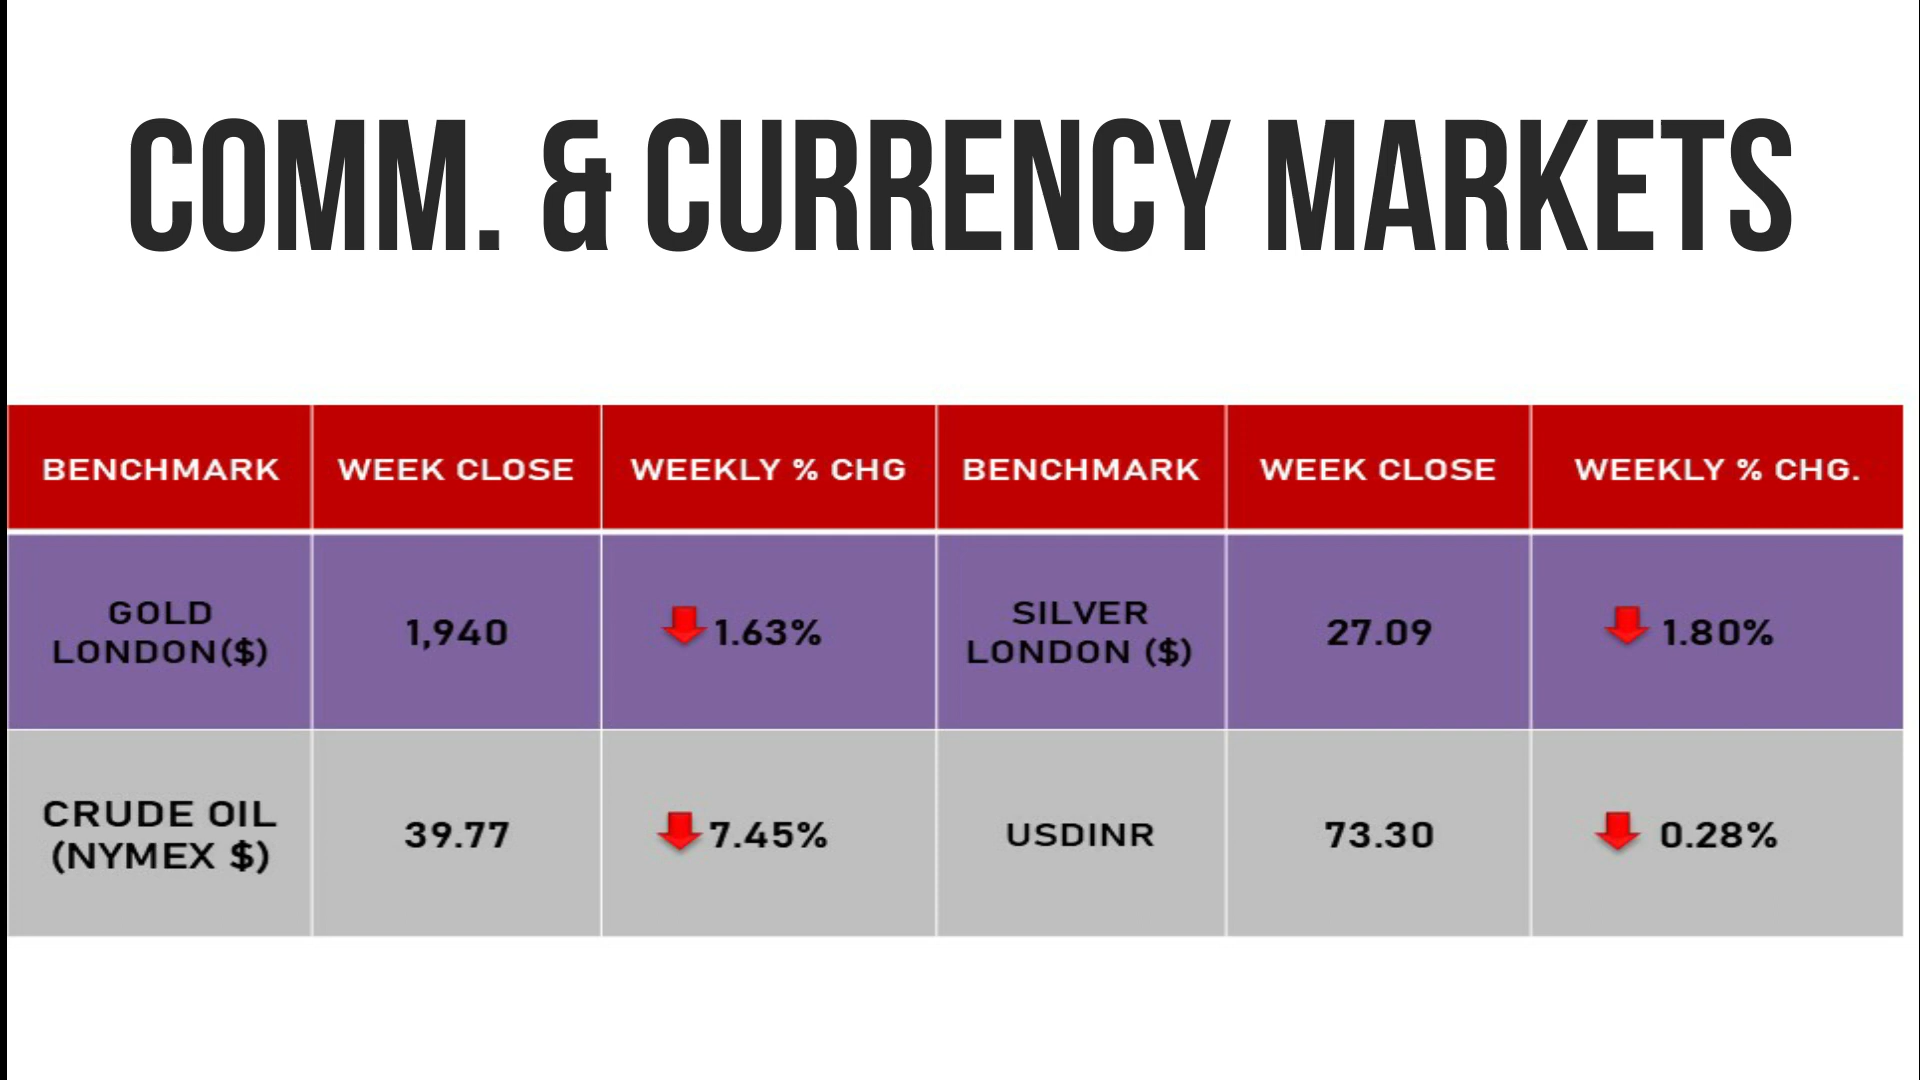 COMM. & CURRENCY MARKETS
BENCHMARK WEEK CLOSE WEEKLY % CHG BENCHMARK WEEK CLOSE WEEKLY % CHG.
GOLD
LONDON($)
1,940
1.63%
SILVER
LONDON ($)
27.09
1.80%
CRUDE OIL
(NYMEX $)
39.77
7.45%
USDINR
73.30
0.28%